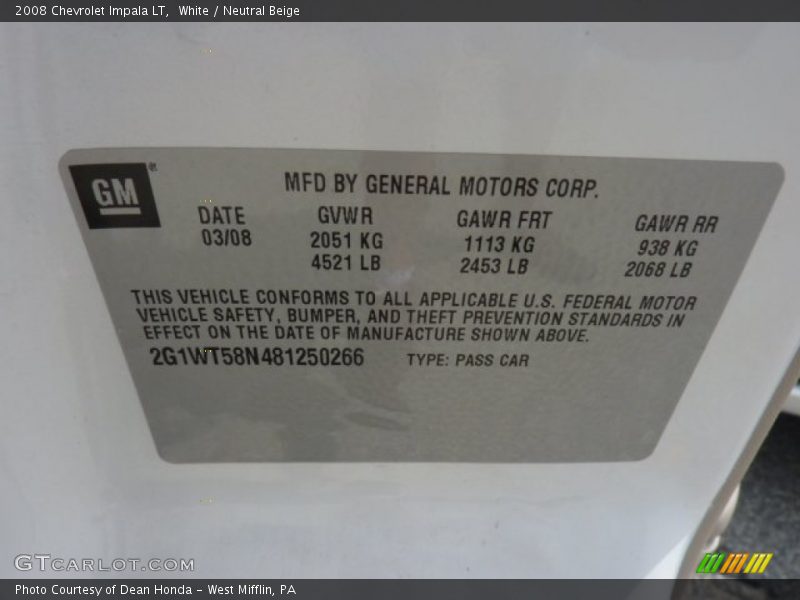 2008 Chevrolet Impala LT,  White / Neutral Beige
GM®
MFD BY GENERAL MOTORS CORP.
DATE GVWR GAWR FRT GAWR RR
03/08 2051 KG 1113 KG 938 KG
4521 LB 2453 LB 2068 LB
THIS VEHICLE CONFORMS TO ALL APPLICABLE U.S. FEDERAL MOTOR
VEHICLE SAFETY, BUMPER, AND THEFT PREVENTION STANDARDS IN
EFFECT ON THE DATE OF MANUFACTURE SHOWN ABOVE.
2G1WT58N481250266 TYPE: PASS CAR
GTCARLOT.COM
Photo Courtesy of Dean Honda - West Mifflin, PA